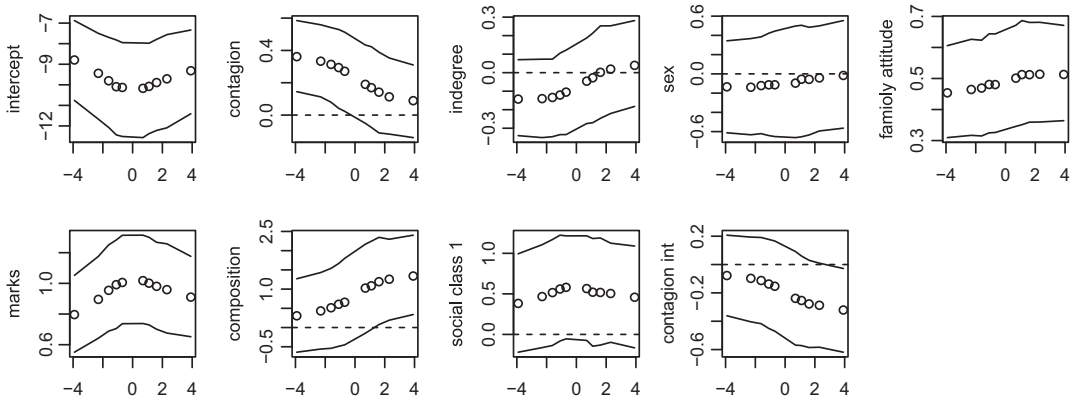 intercept
−12
−9
−7
−4 0 2 4
contagion
0.0
0.4
−4 0 2 4
indegree
−0.3
0.0
0.3
−4 0 2 4
sex
−0.6
0.0
0.6
−4 0 2 4
famioly attitude
0.3
0.5
0.7
−4 0 2 4
marks
0.6
1.0
−4 0 2 4
composition
−0.5
1.0
2.5
−4 0 2 4
social class 1
0.0
0.5
1.0
−4 0 2 4
contagion int
−0.6
−0.2
0.2
−4 0 2 4